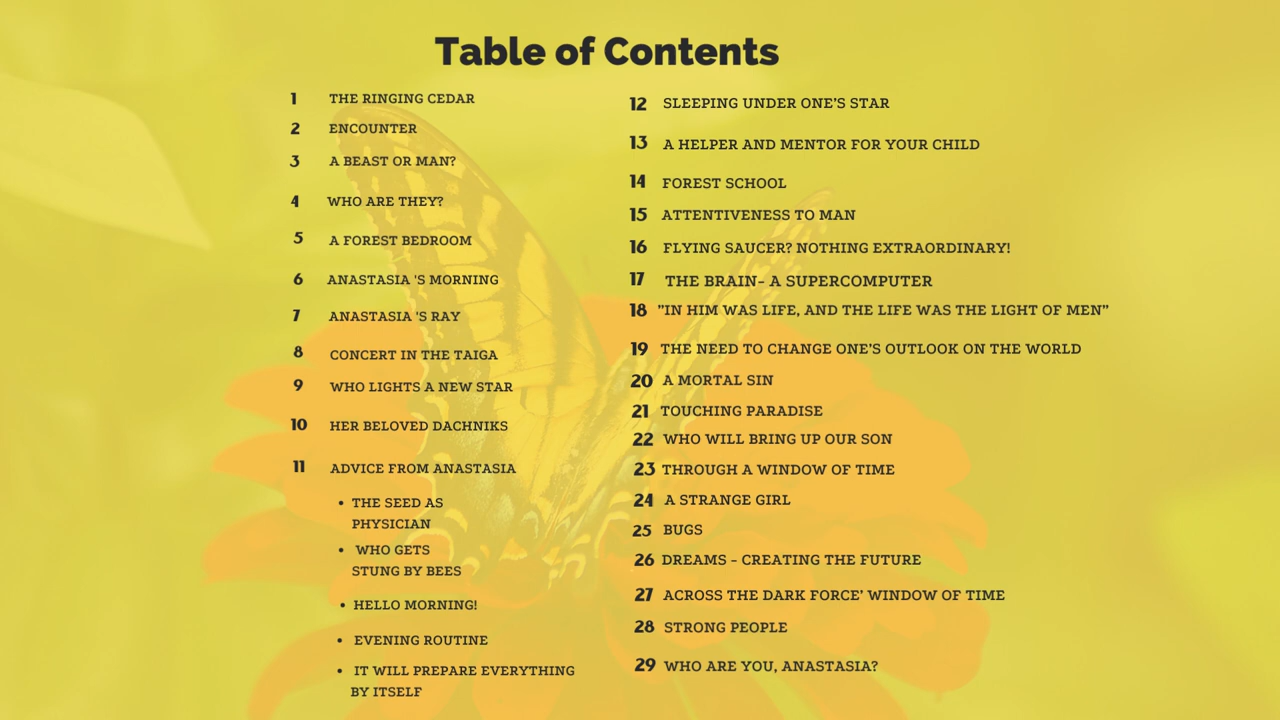 Table of Contents
1 THE RINGING CEDAR
2 ENCOUNTER
3 A BEAST OR MAN?
4 WHO ARE THEY?
5 A FOREST BEDROOM
6 ANASTASIA 'S MORNING
7 ANASTASIA 'S RAY
8 CONCERT IN THE TAIGA
9 WHO LIGHTS A NEW STAR
10 HER BELOVED DACHNIKS
11 ADVICE FROM ANASTASIA
• THE SEED AS
PHYSICIAN
• WHO GETS
STUNG BY BEES
• HELLO MORNING!
• EVENING ROUTINE
• IT WILL PREPARE EVERYTHING
BY ITSELF
12 SLEEPING UNDER ONE'S STAR
13 A HELPER AND MENTOR FOR YOUR CHILD
14 FOREST SCHOOL
15 ATTENTIVENESS TO MAN
16 FLYING SAUCER? NOTHING EXTRAORDINARY!
17 THE BRAIN- A SUPERCOMPUTER
18 ”IN HIM WAS LIFE, AND THE LIFE WAS THE LIGHT OF MEN”
19 THE NEED TO CHANGE ONE'S OUTLOOK ON THE WORLD
20 A MORTAL SIN
21 TOUCHING PARADISE
22 WHO WILL BRING UP OUR SON
23 THROUGH A WINDOW OF TIME
24 A STRANGE GIRL
25 BUGS
26 DREAMS - CREATING THE FUTURE
27 ACROSS THE DARK FORCE’ WINDOW OF TIME
28 STRONG PEOPLE
29 WHO ARE YOU, ANASTASIA?